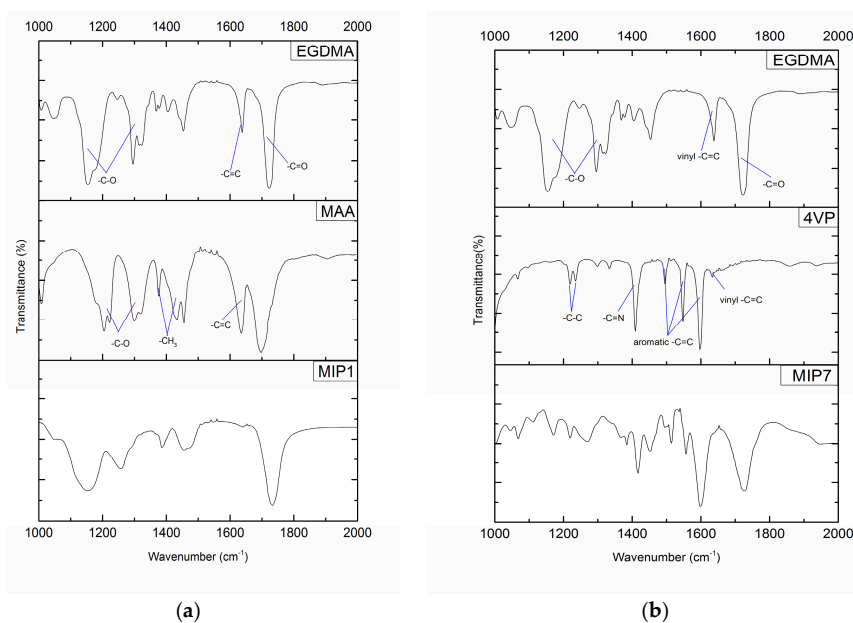 1000 1200 1400 1600 1800 2000
EGDMA
-C-O
-C=C
-C=O
MAA
-C-O
-CH3
-C=C
MIP1
Transmittance (%)
1000 1200 1400 1600 1800 2000
Wavenumber (cm-1)
(a)
1000 1200 1400 1600 1800 2000
EGDMA
-C-O
vinyl -C=C
-C=O
4VP
-C-C
-C=N
aromatic -C=C
vinyl -C=C
MIP7
Transmittance(%)
1000 1200 1400 1600 1800 2000
Wavenumber (cm-1)
(b)